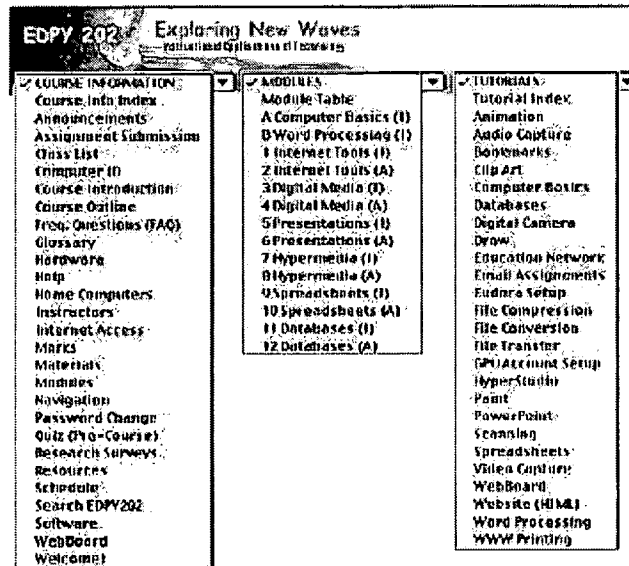 EDPY 202
Exploring New Waves
COURSE INFORMATION
Course Info Index
Announcements
Assignment Submission
Class List
Computer ID
Course Introduction
Course Outline
Freq. Questions (FAQ)
Glossary
Hardware
Help
Home Computers
Instructors
Internet Access
Marks
Materials
Modules
Navigation
Password Change
Quiz (Pre-Course)
Research Surveys
Resources
Schedule
Search EDPY202
Software
WebBoard
Welcome!
MODULES
Module Table
A Computer Basics (I)
B Word Processing (I)
1 Internet Tools (I)
2 Internet Tools (A)
3 Digital Media (I)
4 Digital Media (A)
5 Presentations (I)
6 Presentations (A)
7 Hypermedia (I)
8 Hypermedia (A)
9 Spreadsheets (I)
10 Spreadsheets (A)
11 Databases (I)
12 Databases (A)
TUTORIALS
Tutorial Index
Animation
Audio Capture
Bookmarks
Clip Art
Computer Basics
Databases
Digital Camera
Draw
Education Network
Email Assignments
Eudora Setup
File Compression
File Conversion
File Transfer
GPU Account Setup
HyperStudio
Paint
PowerPoint
Scanning
Spreadsheets
Video Capture
WebBoard
Website (HTML)
Word Processing
WWW Printing